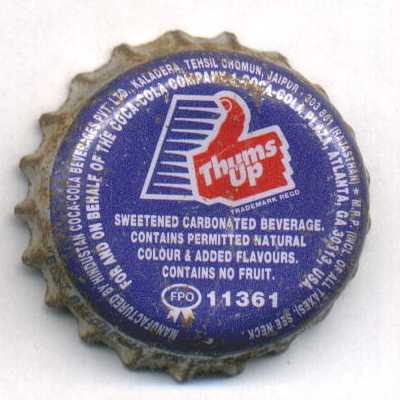 MANUFACTURED BY HINDUSTAN COCA-COLA BEVERAGES PVT. LTD., KALADERA, TEHSIL CHOMUN, JAIPUR - 303 801 (RAJASTHAN) * M.R.P. (INCL. OF ALL TAXES) SEE NECK
FOR AND ON BEHALF OF THE COCA-COLA COMPANY, 1-COCA-COLA, PLAZA, ATLANTA, GA 30313 USA
Thums
Up
TRADEMARK REGD
SWEETENED CARBONATED BEVERAGE.
CONTAINS PERMITTED NATURAL
COLOUR & ADDED FLAVOURS.
CONTAINS NO FRUIT.
FPO 11361